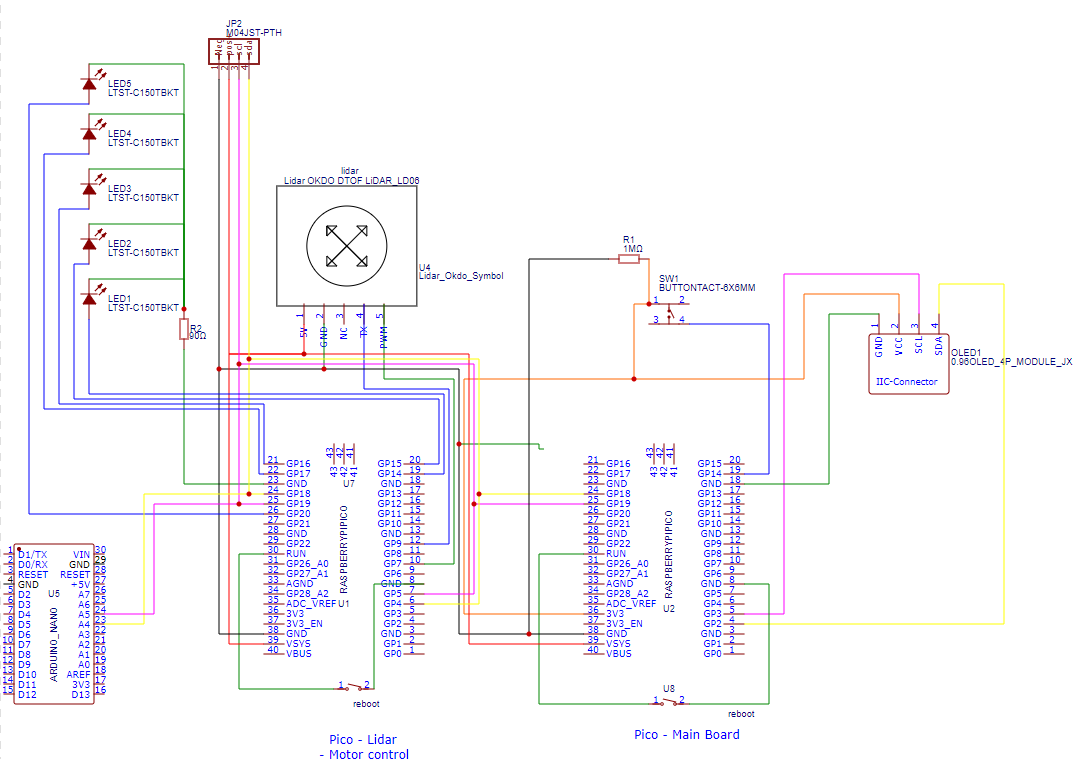 JP2
M04JST-PTH
Neg
pos
scl
sda
1
2
3
4
LED5
LTST-C150TBKT
LED4
LTST-C150TBKT
LED3
LTST-C150TBKT
LED2
LTST-C150TBKT
LED1
LTST-C150TBKT
R2
90Ω
lidar
Lidar OKDO DTOF LiDAR_LD06
U4
Lidar_Okdo_Symbol
1
2
3
4
5
5V
GND
NC
TX
PWM
R1
1MΩ
SW1
BUTTONTACT-6X6MM
1 2
3 4
1
2
3
4
GND
VCC
SCL
SDA
OLED1
0.96OLED_4P_MODULE_JX
IIC-Connector
43
42
41
43
42
41
U7
21 GP16 GP15 20
22 GP17 GP14 19
23 GND GND 18
24 GP18 GP13 17
25 GP19 GP12 16
26 GP20 GP11 15
27 GP21 GP10 14
28 GND GND 13
29 GP22 GP9 12
30 RUN GP8 11
31 GP26_A0 GP7 10
32 GP27_A1 GP6 9
33 AGND GND 8
34 GP28_A2 GP5 7
35 ADC_VREF GP4 6
36 3V3 GP3 5
37 3V3_EN GP2 4
38 GND GND 3
39 VSYS GP1 2
40 VBUS GP0 1
RASPBERRYPIPICO
U1
1 2
reboot
Pico - Lidar
- Motor control
43
42
41
43
42
41
21 GP16 GP15 20
22 GP17 GP14 19
23 GND GND 18
24 GP18 GP13 17
25 GP19 GP12 16
26 GP20 GP11 15
27 GP21 GP10 14
28 GND GND 13
29 GP22 GP9 12
30 RUN GP8 11
31 GP26_A0 GP7 10
32 GP27_A1 GP6 9
33 AGND GND 8
34 GP28_A2 GP5 7
35 ADC_VREF GP4 6
36 3V3 GP3 5
37 3V3_EN GP2 4
38 GND GND 3
39 VSYS GP1 2
40 VBUS GP0 1
RASPBERRYPIPICO
U2
U8
1 2
reboot
Pico - Main Board
1 D1/TX VIN 30
2 D0/RX GND 29
3 RESET RESET 28
4 GND +5V 27
5 D2 A7 26
6 D3 A6 25
7 D4 A5 24
8 D5 A4 23
9 D6 A3 22
10 D7 A2 21
11 D8 A1 20
12 D9 A0 19
13 D10 AREF 18
14 D11 3V3 17
15 D12 D13 16
U5
ARDUINO_NANO